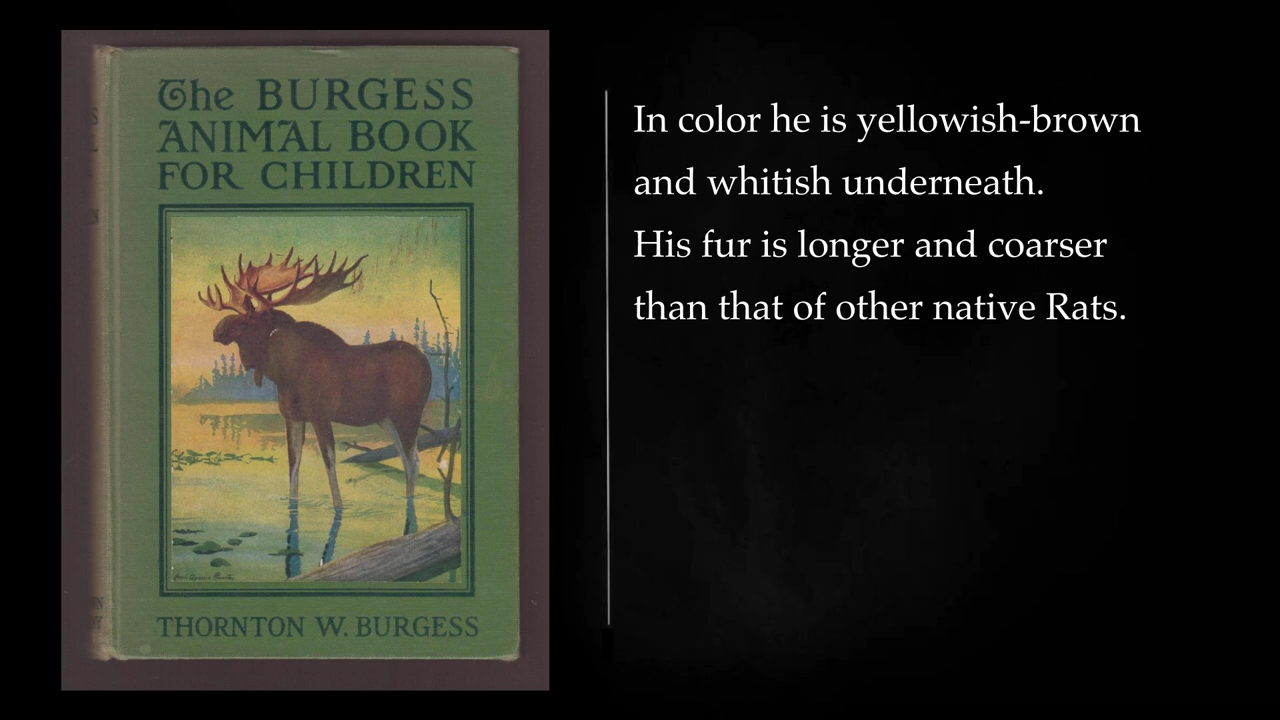 The BURGESS
ANIMAL BOOK
FOR CHILDREN
THORNTON W. BURGESS
In color he is yellowish-brown
and whitish underneath.
His fur is longer and coarser
than that of other native Rats.